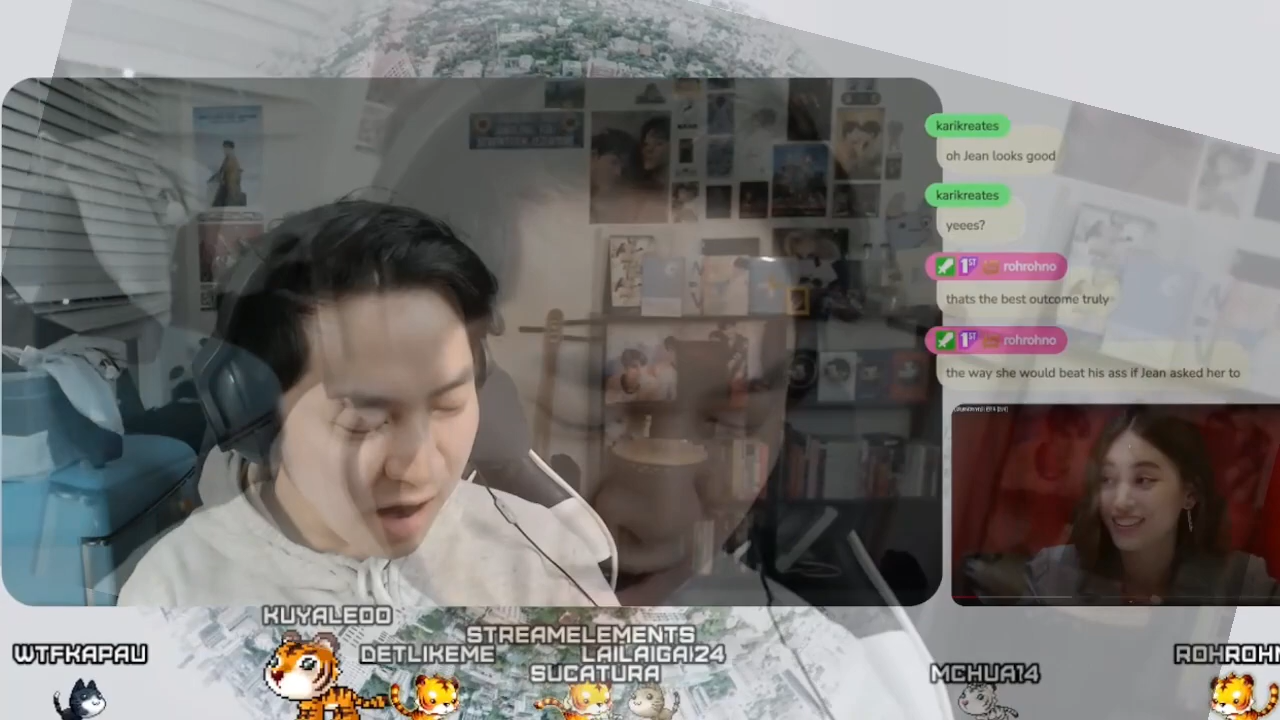 karikreates
oh Jean looks good
karikreates
yeees?
1ST rohrohno
thats the best outcome truly
1ST rohrohno
the way she would beat his ass if Jean asked her to
KUYALEOO
STREAMELEMENTS
WTFKAPAU
DETLIKEME
LAILAIGAI24
SUCATURA
MCHUA14